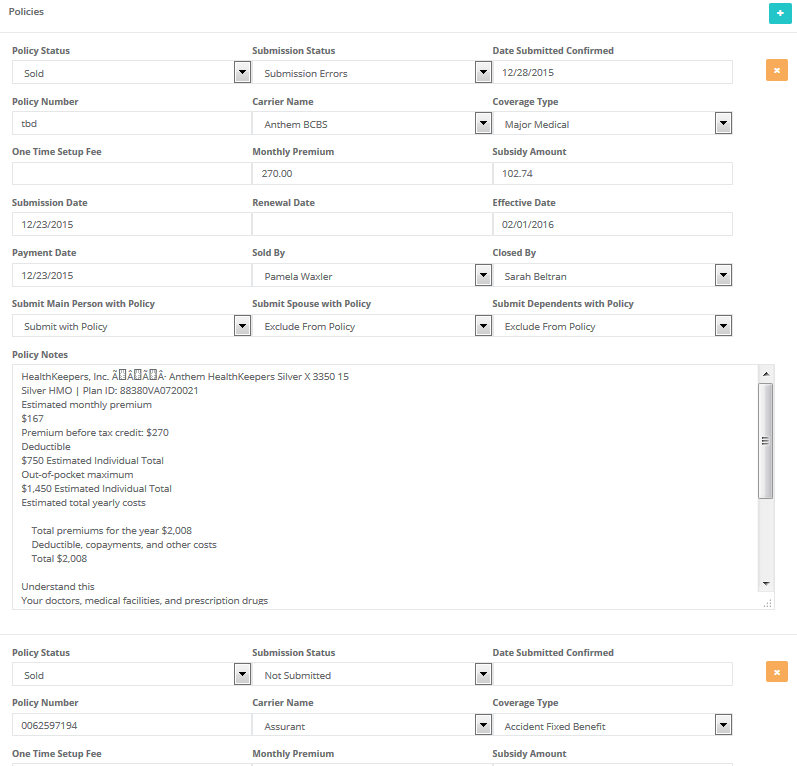 Policies
Policy Status Submission Status Date Submitted Confirmed
Sold Submission Errors 12/28/2015
Policy Number Carrier Name Coverage Type
tbd Anthem BCBS Major Medical
One Time Setup Fee Monthly Premium Subsidy Amount
270.00 102.74
Submission Date Renewal Date Effective Date
12/23/2015 02/01/2016
Payment Date Sold By Closed By
12/23/2015 Pamela Waxler Sarah Beltran
Submit Main Person with Policy Submit Spouse with Policy Submit Dependents with Policy
Submit with Policy Exclude From Policy Exclude From Policy
Policy Notes
HealthKeepers, Inc. Anthem HealthKeepers Silver X 3350 15
Silver HMO | Plan ID: 88380VA0720021
Estimated monthly premium
$167
Premium before tax credit: $270
Deductible
$750 Estimated Individual Total
Out-of-pocket maximum
$1,450 Estimated Individual Total
Estimated total yearly costs
Total premiums for the year $2,008
Deductible, copayments, and other costs
Total $2,008
Understand this
Your doctors, medical facilities, and prescription drugs
Policy Status Submission Status Date Submitted Confirmed
Sold Not Submitted
Policy Number Carrier Name Coverage Type
0062597194 Assurant Accident Fixed Benefit
One Time Setup Fee Monthly Premium Subsidy Amount